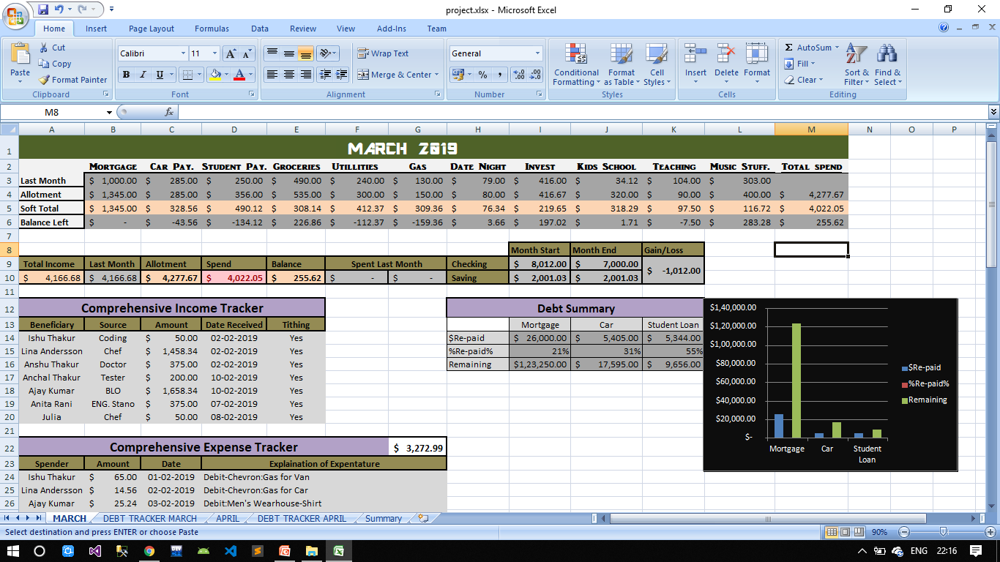 project.xlsx - Microsoft Excel
Home Insert Page Layout Formulas Data Review View Add-Ins Team
Paste
Cut
Copy
Format Painter
Clipboard
Calibri 11
B I U
Font
Wrap Text
Merge & Center
Alignment
General
% ,
Number
Conditional Formatting
Format as Table
Cell Styles
Styles
Insert Delete Format
Cells
AutoSum
Fill
Clear
Sort & Filter
Find & Select
Editing
M8 fx
A B C D E F G H I J K L M N O P
1 MARCH 2019
2 Mortgage Car Pay. Student Pay. Groceries Utillities Gas Date Night Invest Kids School Teaching Music Stuff. Total spend
3 Last Month $ 1,000.00 $ 285.00 $ 250.00 $ 490.00 $ 240.00 $ 130.00 $ 79.00 $ 416.00 $ 34.12 $ 104.00 $ 303.00
4 Allotment $ 1,345.00 $ 285.00 $ 356.00 $ 535.00 $ 300.00 $ 150.00 $ 80.00 $ 416.67 $ 320.00 $ 90.00 $ 400.00 $ 4,277.67
5 Soft Total $ 1,345.00 $ 328.56 $ 490.12 $ 308.14 $ 412.37 $ 309.36 $ 76.34 $ 219.65 $ 318.29 $ 97.50 $ 116.72 $ 4,022.05
6 Balance Left $ - $ -43.56 $ -134.12 $ 226.86 $ -112.37 $ -159.36 $ 3.66 $ 197.02 $ 1.71 $ -7.50 $ 283.28 $ 255.62
7
8 Month Start Month End Gain/Loss
9 Total Income Last Month Allotment Spend Balance Spent Last Month Checking $ 8,012.00 $ 7,000.00 $ -1,012.00
10 $ 4,166.68 $ 4,166.68 $ 4,277.67 $ 4,022.05 $ 255.62 $ - $ - Saving $ 2,001.03 $ 2,001.03
11
12 Comprehensive Income Tracker Debt Summary
13 Beneficiary Source Amount Date Received Tithing Mortgage Car Student Loan
14 Ishu Thakur Coding $ 50.00 02-02-2019 Yes $Re-paid $ 26,000.00 $ 5,405.00 $ 5,344.00
15 Lina Andersson Chef $ 1,458.34 02-02-2019 Yes %Re-paid% 21% 31% 55%
16 Anshu Thakur Doctor $ 375.00 02-02-2019 Yes Remaining $1,23,250.00 $ 17,595.00 $ 9,656.00
17 Anchal Thakur Tester $ 200.00 10-02-2019 Yes
18 Ajay Kumar BLO $ 1,658.34 10-02-2019 Yes
19 Anita Rani ENG. Stano $ 375.00 07-02-2019 Yes
20 Julia Chef $ 50.00 08-02-2019 Yes
21
22 Comprehensive Expense Tracker $ 3,272.99
23 Spender Amount Date Explaination of Expentature
24 Ishu Thakur $ 65.00 01-02-2019 Debit-Chevron:Gas for Van
25 Lina Andersson $ 14.56 02-02-2019 Debit-Chevron:Gas for Car
26 Ajay Kumar $ 25.24 03-02-2019 Debit:Men's Wearhouse-Shirt
$1,40,000.00
$1,20,000.00
$1,00,000.00
$80,000.00
$60,000.00
$40,000.00
$20,000.00
$-
Mortgage Car Student Loan
$Re-paid
%Re-paid%
Remaining
MARCH DEBT TRACKER MARCH APRIL DEBT TRACKER APRIL Summary
Select destination and press ENTER or choose Paste 90%
ENG 22:16